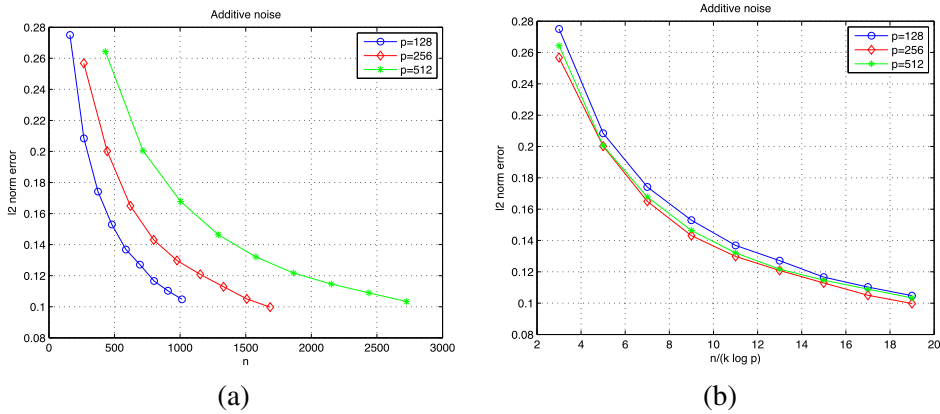 Additive noise
0.28
0.26
0.24
0.22
0.2
0.18
0.16
0.14
0.12
0.1
0.08
l2 norm error
p=128
p=256
p=512
0 500 1000 1500 2000 2500 3000
n
(a)
Additive noise
0.28
0.26
0.24
0.22
0.2
0.18
0.16
0.14
0.12
0.1
0.08
l2 norm error
p=128
p=256
p=512
2 4 6 8 10 12 14 16 18 20
n/(k log p)
(b)